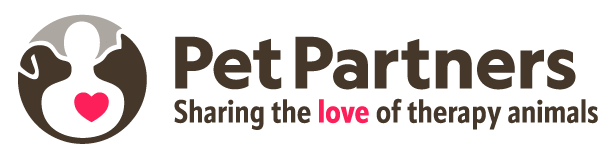 Pet Partners
Sharing the love of therapy animals